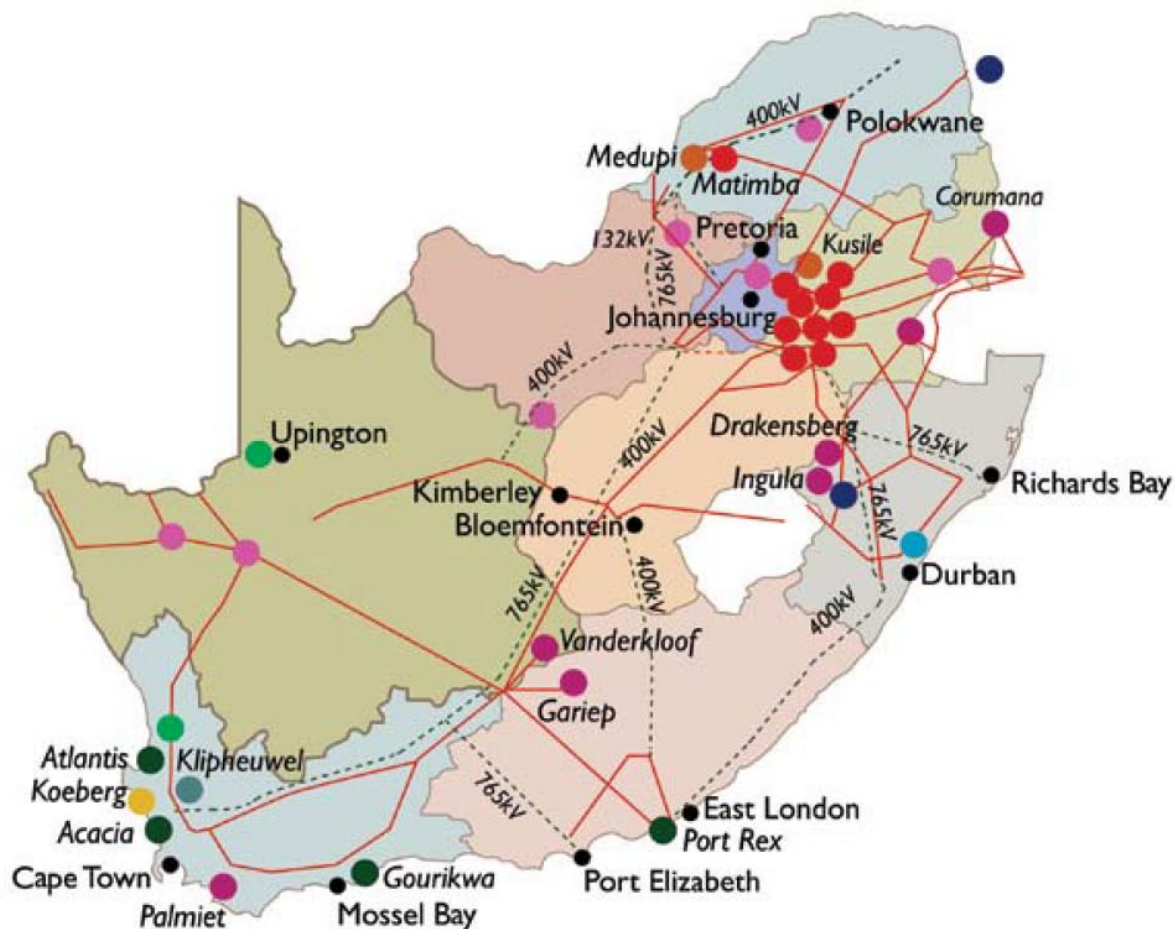 400kV
Polokwane
Medupi
Matimba
Corumana
132kV
Pretoria
Kusile
765kV
Johannesburg
400kV
Upington
400kV
Drakensberg
765kV
Kimberley
Ingula
Richards Bay
Bloemfontein
765kV
765kV
400kV
Durban
400kV
Vanderkloof
Gariep
Atlantis
Klipheuwel
Koeberg
765kV
East London
Acacia
Port Rex
Cape Town
Gourikwa
Port Elizabeth
Palmiet
Mossel Bay